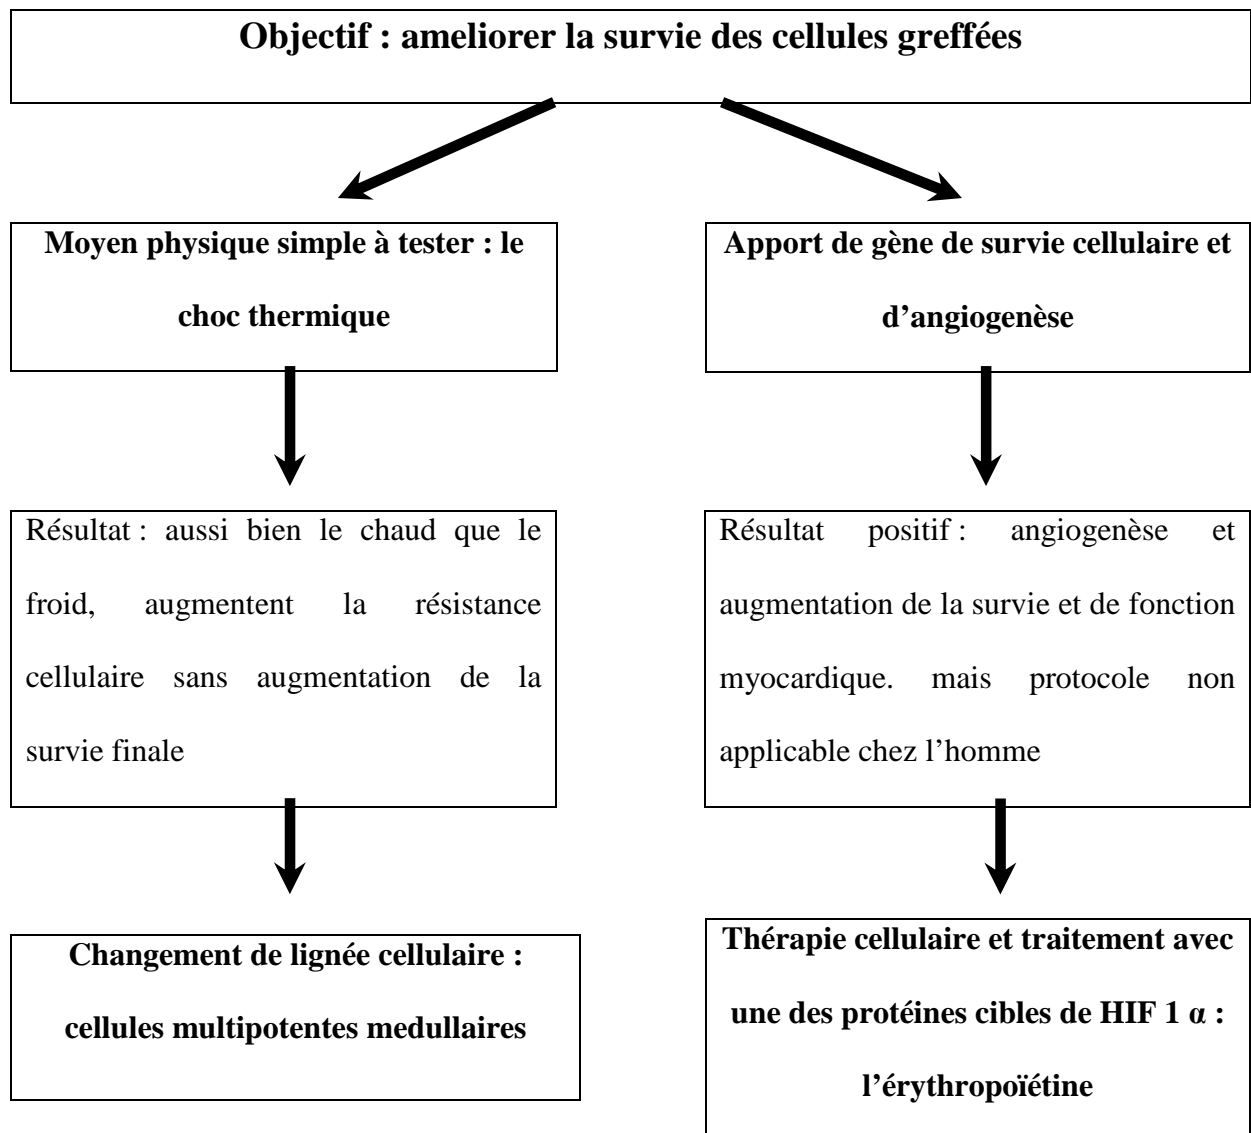 Objectif : ameliorer la survie des cellules greffées
Moyen physique simple à tester : le
choc thermique
Apport de gène de survie cellulaire et
d’angiogenèse
Résultat : aussi bien le chaud que le
froid, augmentent la résistance
cellulaire sans augmentation de la
survie finale
Résultat positif : angiogenèse et
augmentation de la survie et de fonction
myocardique. mais protocole non
applicable chez l’homme
Changement de lignée cellulaire :
cellules multipotentes medullaires
Thérapie cellulaire et traitement avec
une des protéines cibles de HIF 1 α :
l’érythropoïétine